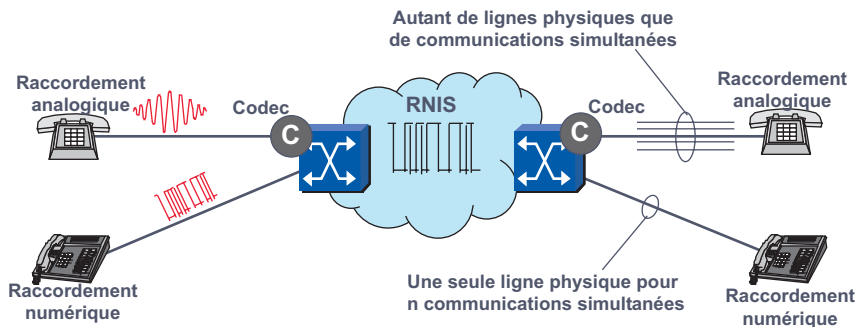 Autant de lignes physiques que
de communications simultanées
Raccordement
analogique
Codec
C
RNIS
Codec
C
Raccordement
analogique
Raccordement
numérique
Une seule ligne physique pour
n communications simultanées
Raccordement
numérique